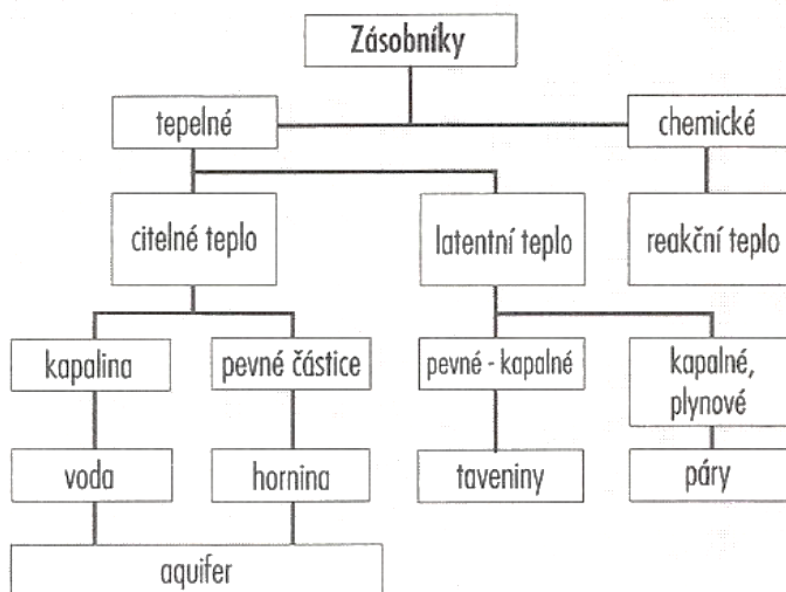 Zásobníky
tepelné
chemické
citelné teplo
latentní teplo
reakční teplo
kapalina
pevné částice
pevné - kapalné
kapalné,
plynové
voda
hornina
taveniny
páry
aquifer